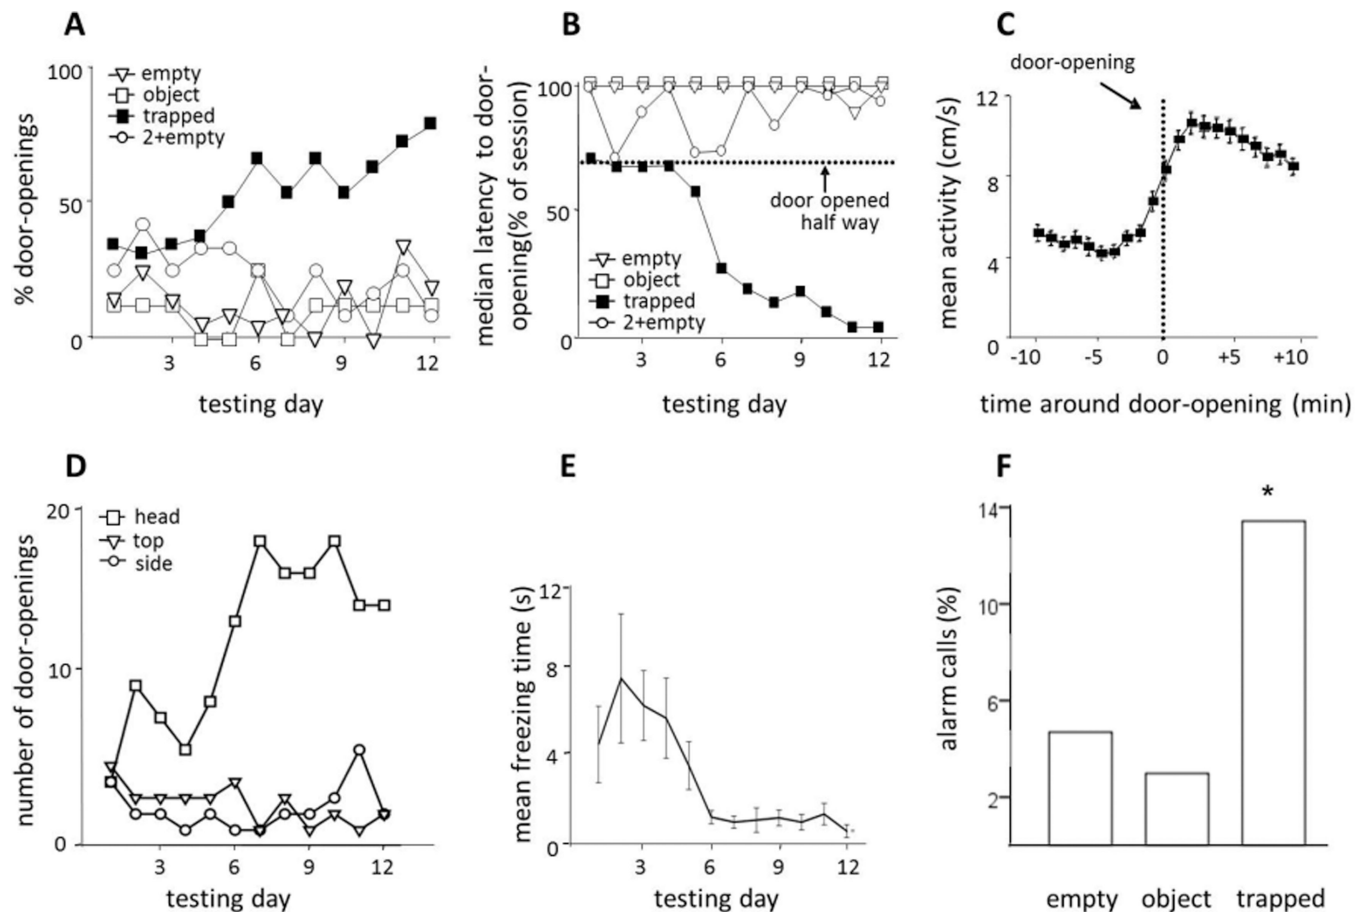 A
% door-openings
100
50
0
empty
object
trapped
2+empty
3
6
9
12
testing day
B
median latency to door-
opening(% of session)
100
50
0
door opened
half way
empty
object
trapped
2+empty
3
6
9
12
testing day
C
door-opening
mean activity (cm/s)
12
8
4
0
-10
-5
0
+5
+10
time around door-opening (min)
D
number of door-openings
20
10
0
head
top
side
3
6
9
12
testing day
E
mean freezing time (s)
12
8
4
0
3
6
9
12
testing day
F
alarm calls (%)
14
10
6
2
*
empty
object
trapped